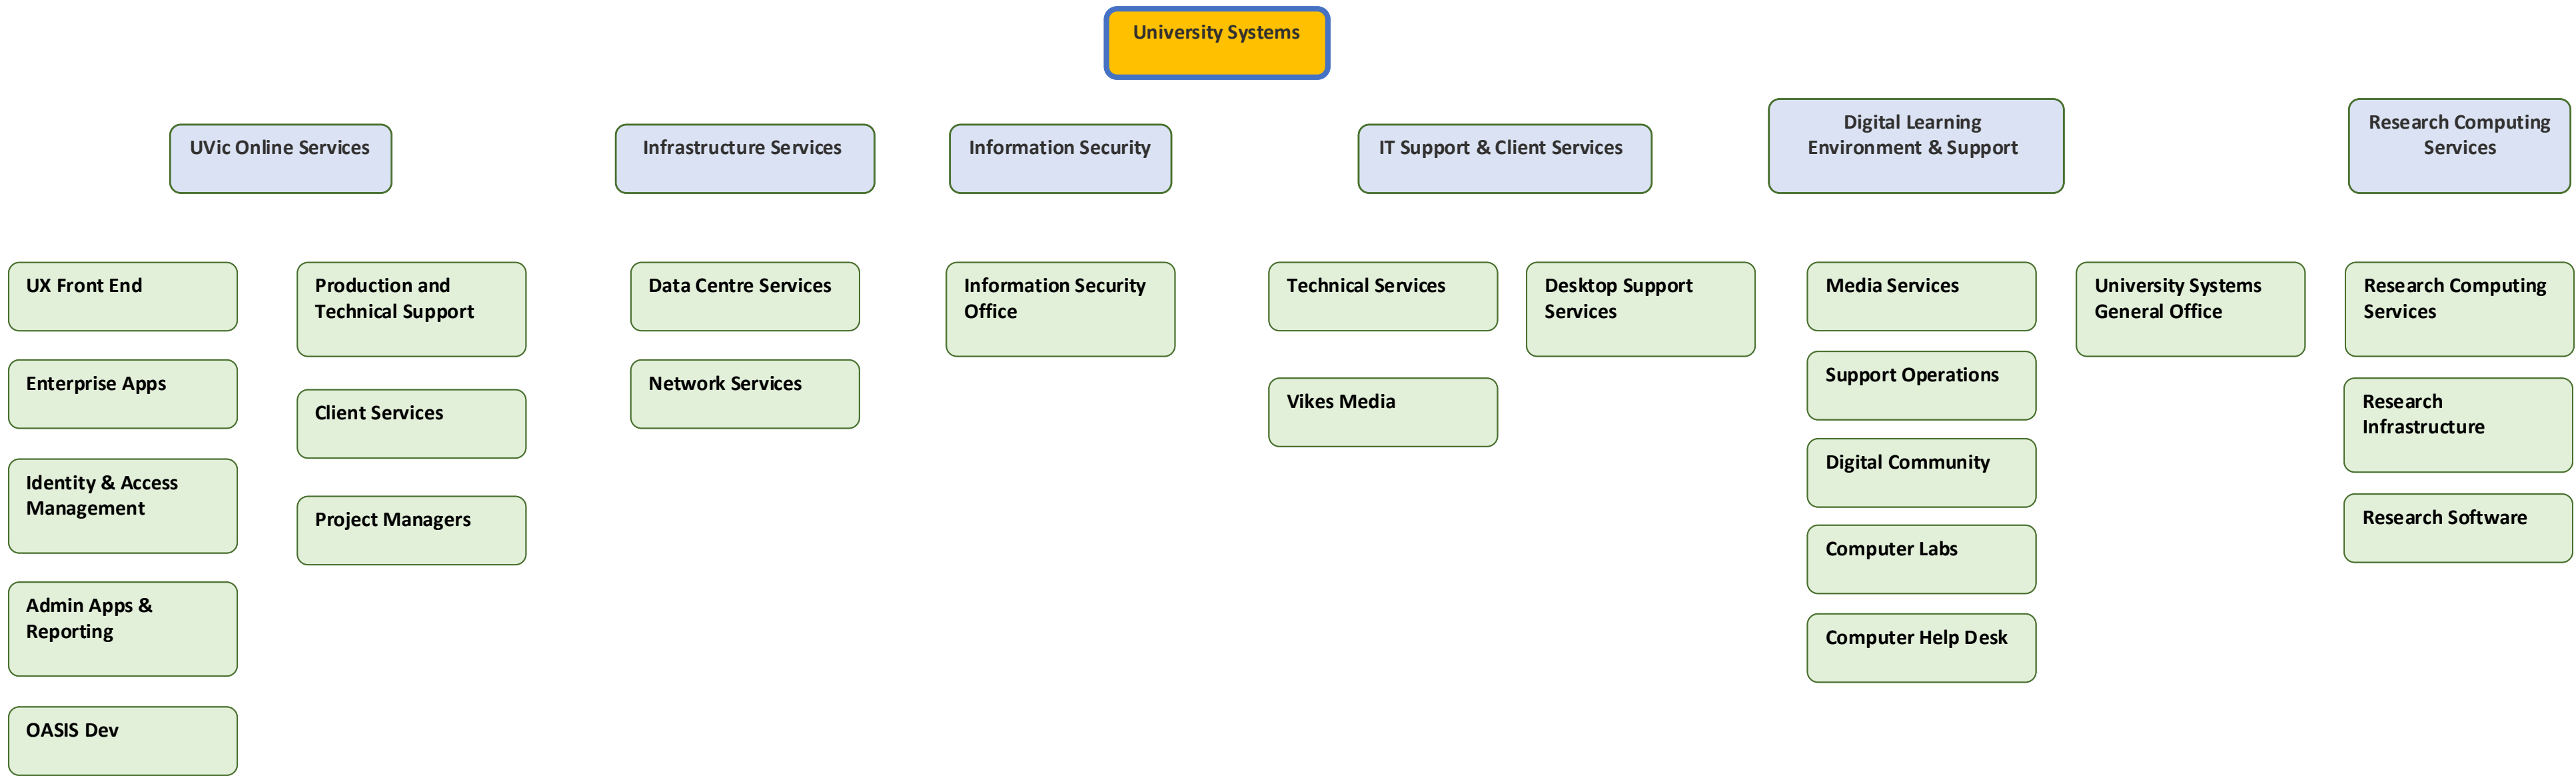 University Systems
UVic Online Services
Infrastructure Services
Information Security
IT Support & Client Services
Digital Learning
Environment & Support
Research Computing
Services
UX Front End
Enterprise Apps
Identity & Access
Management
Admin Apps &
Reporting
OASIS Dev
Production and
Technical Support
Client Services
Project Managers
Data Centre Services
Network Services
Information Security
Office
Technical Services
Vikes Media
Desktop Support
Services
Media Services
Support Operations
Digital Community
Computer Labs
Computer Help Desk
University Systems
General Office
Research Computing
Services
Research
Infrastructure
Research Software